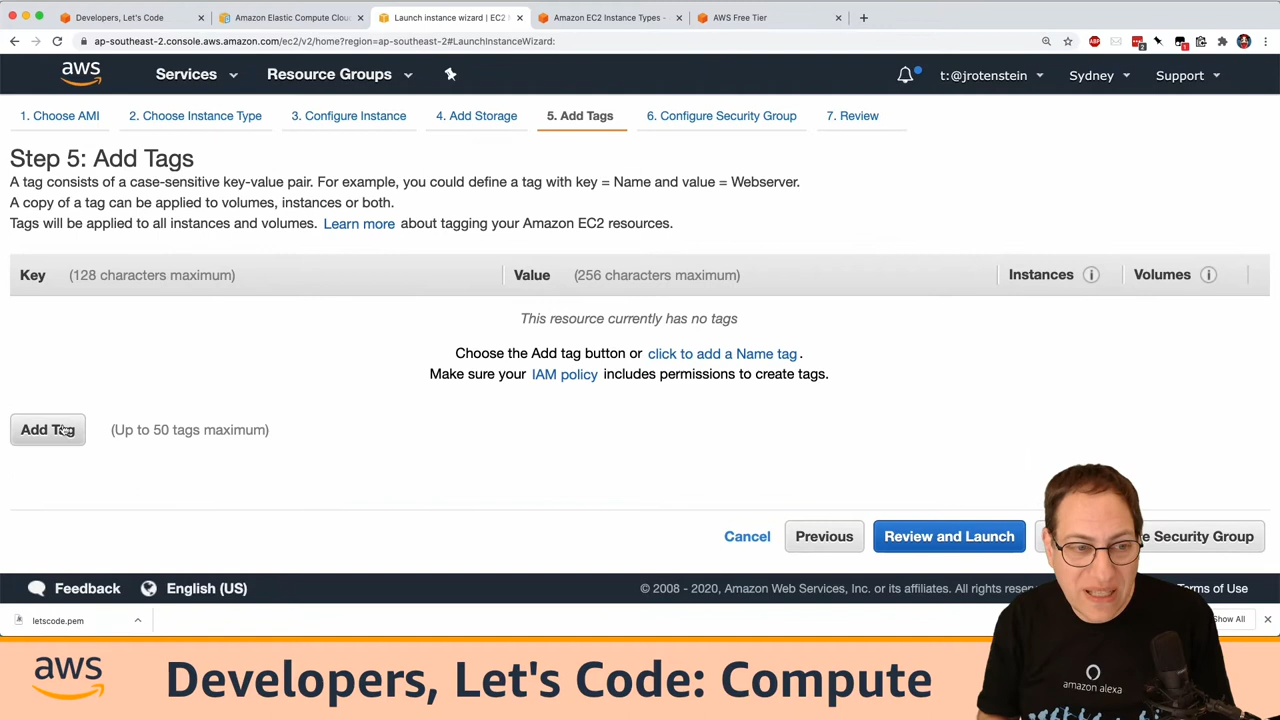 Developers, Let's Code
Amazon Elastic Compute Clou
Launch instance wizard | EC2
Amazon EC2 Instance Types -
AWS Free Tier
ap-southeast-2.console.aws.amazon.com/ec2/v2/home?region=ap-southeast-2#LaunchInstanceWizard:
ABP
2
1
aws
Services
Resource Groups
t:@jrotenstein
Sydney
Support
1. Choose AMI
2. Choose Instance Type
3. Configure Instance
4. Add Storage
5. Add Tags
6. Configure Security Group
7. Review
Step 5: Add Tags
A tag consists of a case-sensitive key-value pair. For example, you could define a tag with key = Name and value = Webserver.
A copy of a tag can be applied to volumes, instances or both.
Tags will be applied to all instances and volumes. Learn more about tagging your Amazon EC2 resources.
Key (128 characters maximum)
Value (256 characters maximum)
Instances
Volumes
This resource currently has no tags
Choose the Add tag button or click to add a Name tag.
Make sure your IAM policy includes permissions to create tags.
Add Tag
(Up to 50 tags maximum)
Cancel
Previous
Review and Launch
Security Group
Feedback
English (US)
© 2008 - 2020, Amazon Web Services, Inc. or its affiliates. All rights
Terms of Use
letscode.pem
Show All
aws
Developers, Let's Code: Compute
amazon alexa